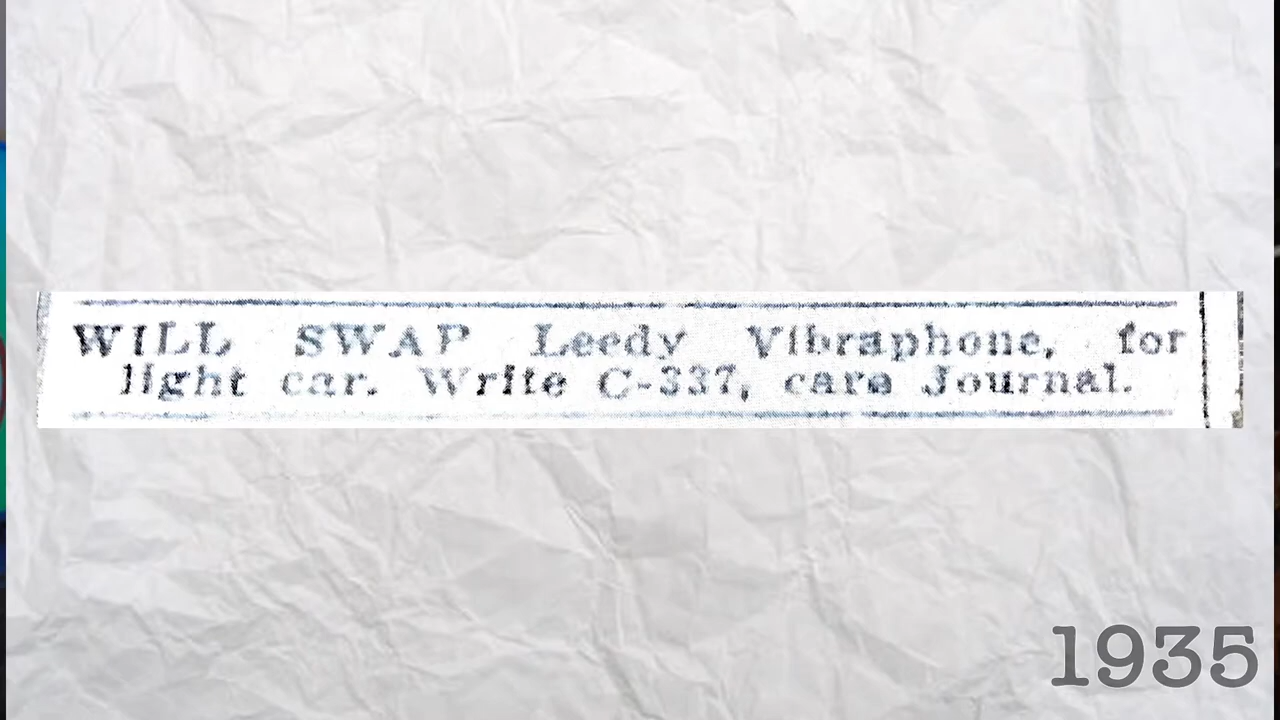 WILL SWAP Leedy Vibraphone, for
light car. Write C-337, care Journal.
1935